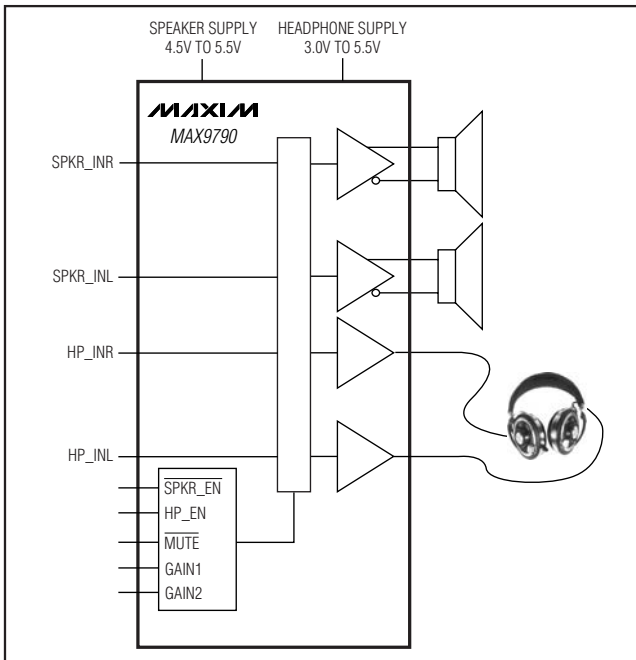 SPEAKER SUPPLY
4.5V TO 5.5V
HEADPHONE SUPPLY
3.0V TO 5.5V
MAXIM
MAX9790
SPKR_INR
SPKR_INL
HP_INR
HP_INL
SPKR_EN
HP_EN
MUTE
GAIN1
GAIN2